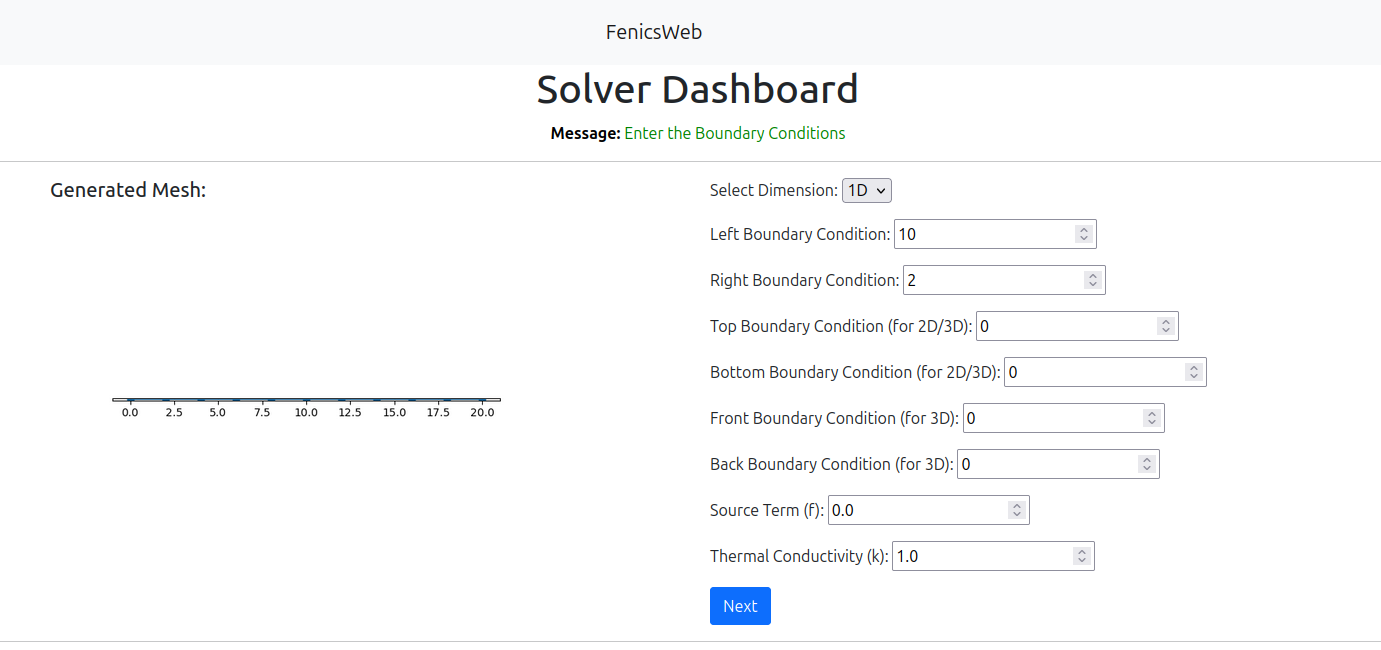 FenicsWeb
Solver Dashboard
Message: Enter the Boundary Conditions
Generated Mesh:
0.0 2.5 5.0 7.5 10.0 12.5 15.0 17.5 20.0
Select Dimension: 1D
Left Boundary Condition: 10
Right Boundary Condition: 2
Top Boundary Condition (for 2D/3D): 0
Bottom Boundary Condition (for 2D/3D): 0
Front Boundary Condition (for 3D): 0
Back Boundary Condition (for 3D): 0
Source Term (f): 0.0
Thermal Conductivity (k): 1.0
Next